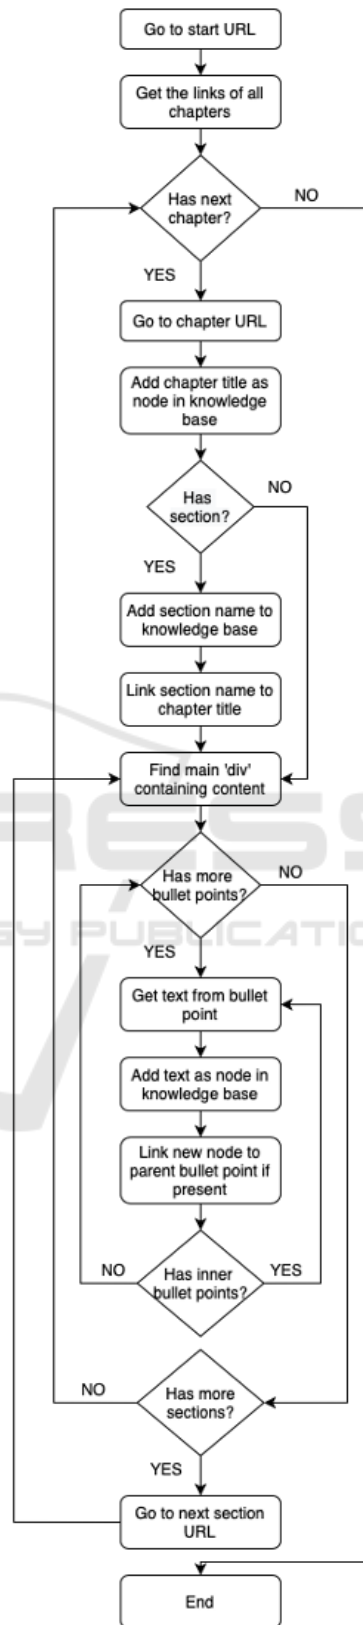 Go to start URL
Get the links of all
chapters
Has next
chapter?
NO
YES
Go to chapter URL
Add chapter title as
node in knowledge
base
Has
section?
NO
YES
Add section name to
knowledge base
Link section name to
chapter title
Find main 'div'
containing content
Has more
bullet points?
NO
YES
Get text from bullet
point
Add text as node in
knowledge base
Link new node to
parent bullet point if
present
Has inner
bullet points?
NO
YES
Has more
sections?
NO
YES
Go to next section
URL
End